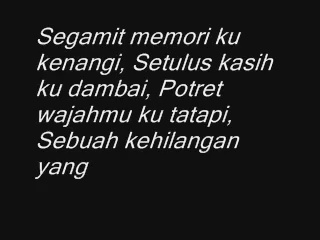 Segamit memori ku
kenangi, Setulus kasih
ku dambai, Potret
wajahmu ku tatapi,
Sebuah kehilangan
yang